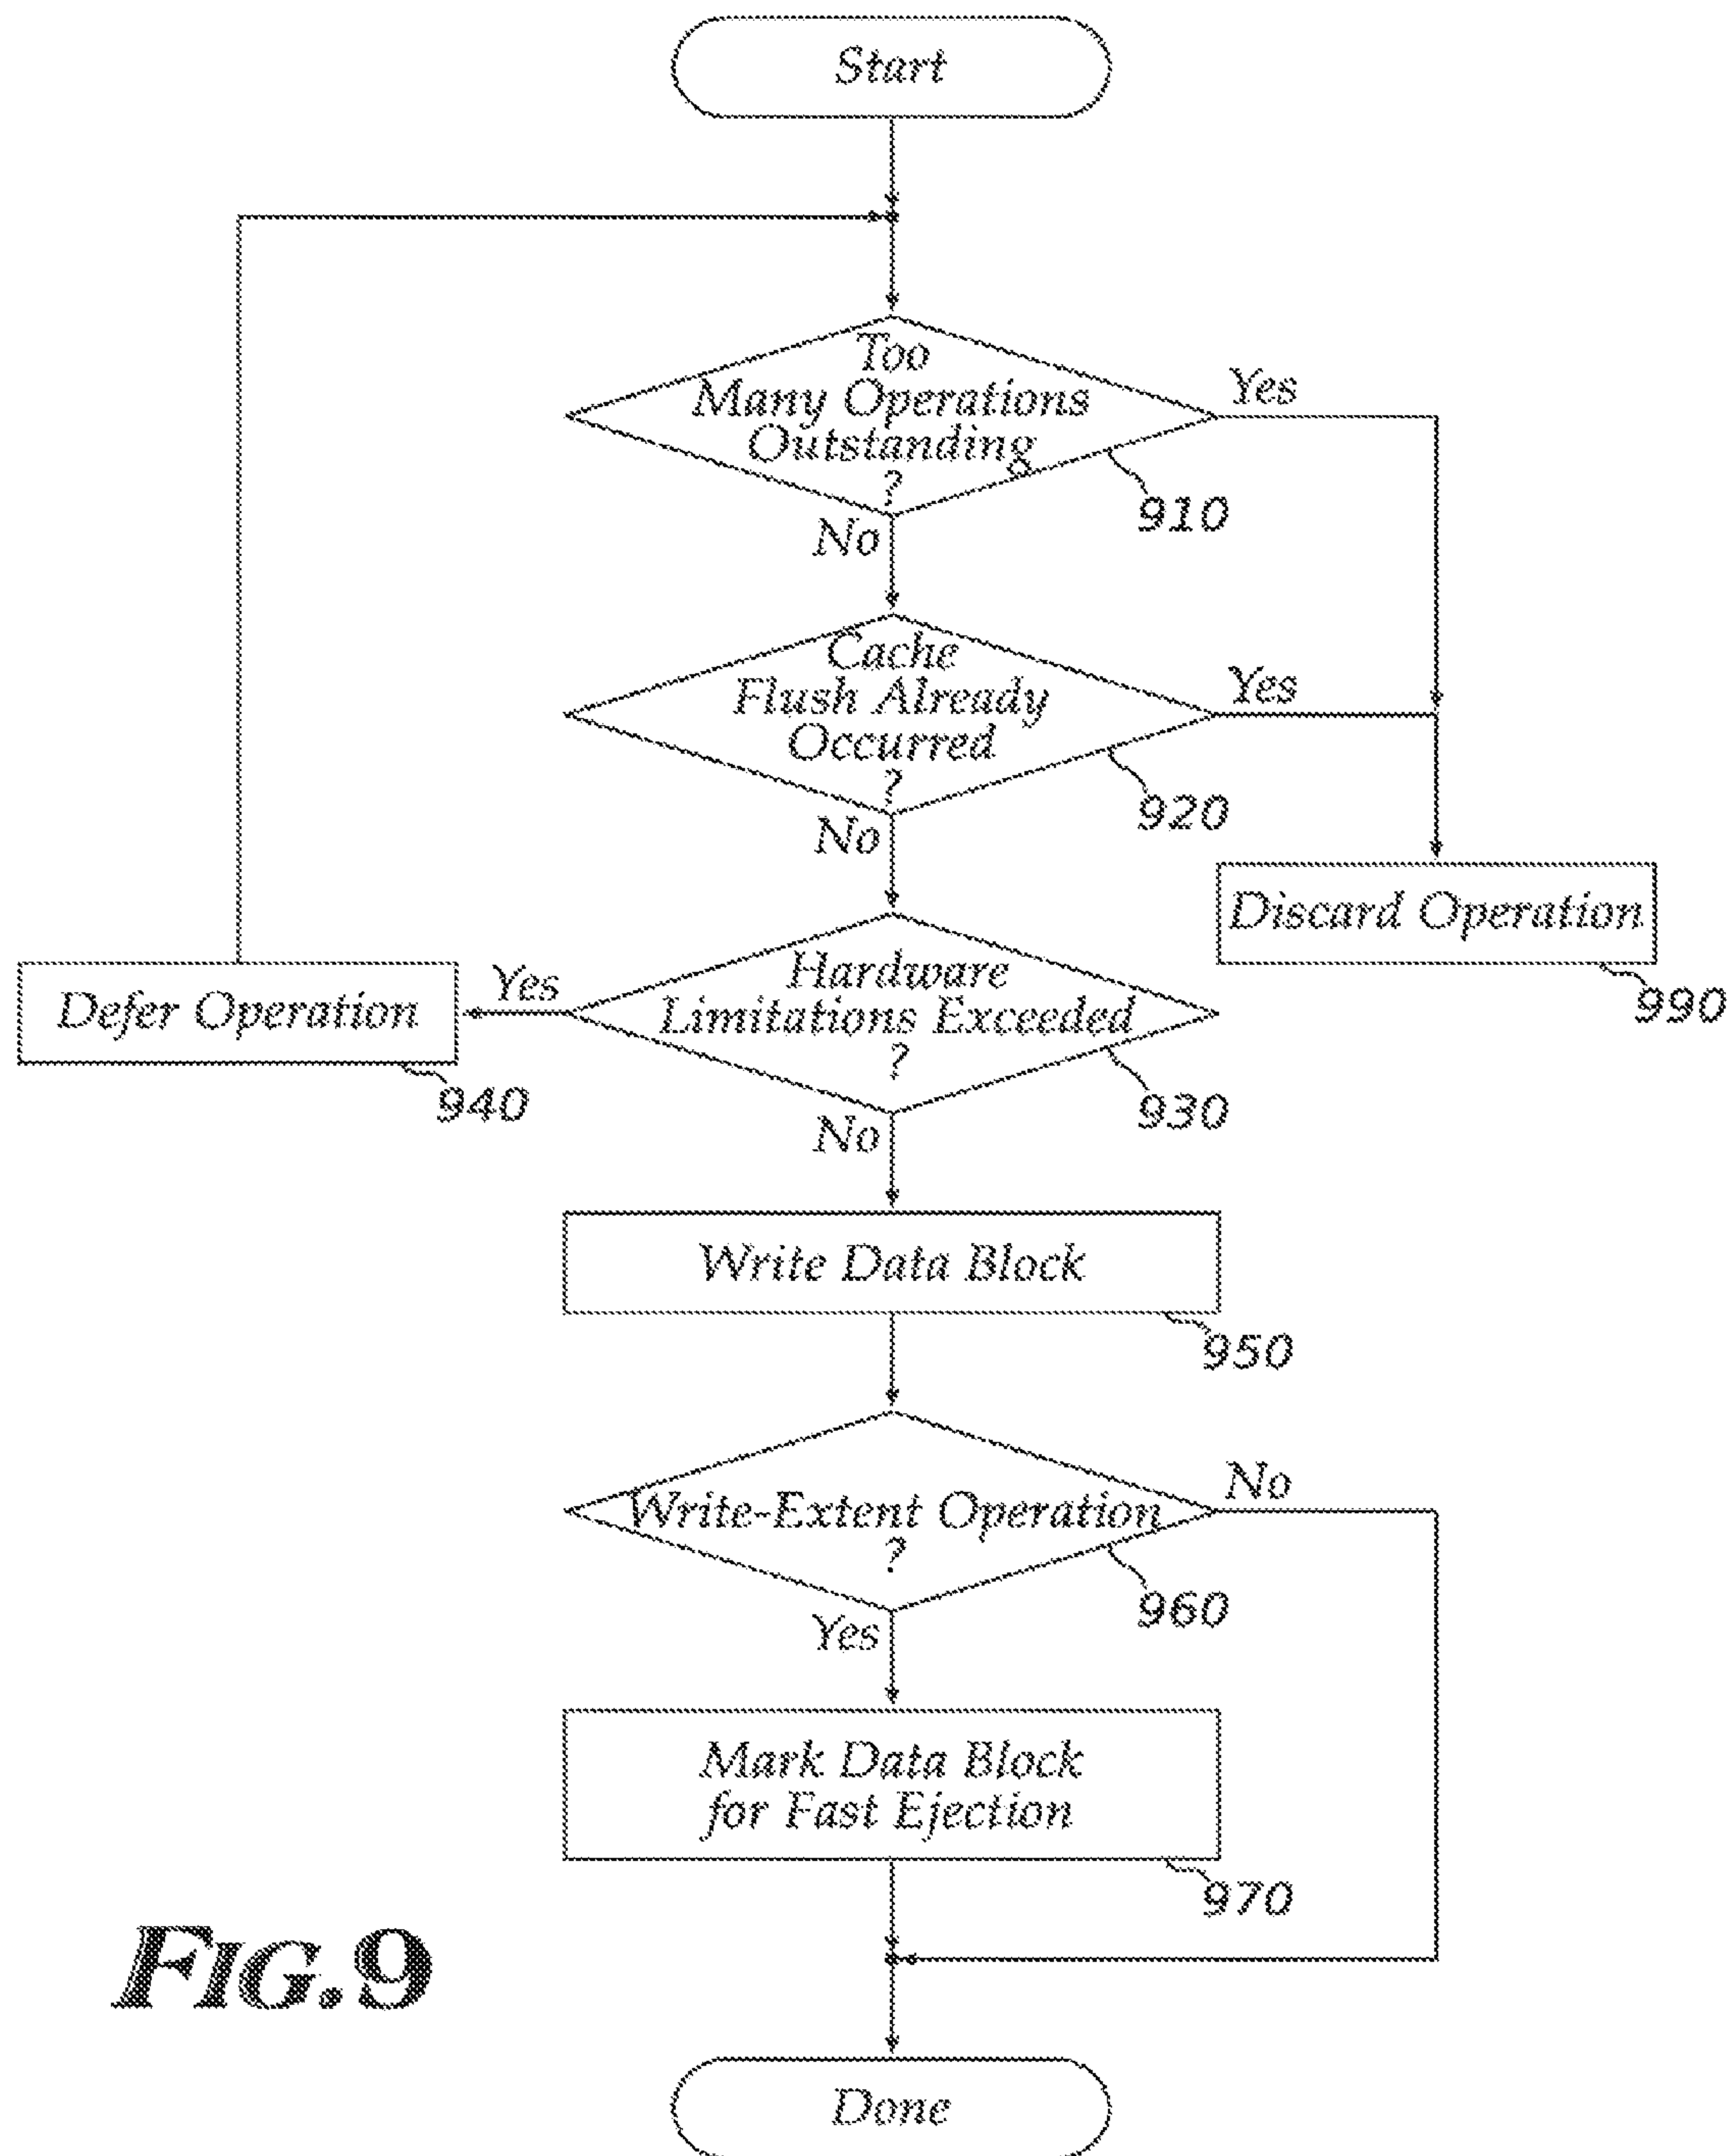 Start
Too
Many Operations
Outstanding
?
Yes
910
No
Cache
Flush Already
Occurred
?
Yes
920
No
Discard Operation
990
Hardware
Limitations Exceeded
?
Yes
Defer Operation
940
930
No
Write Data Block
950
Write-Extent Operation
?
No
960
Yes
Mark Data Block
for Fast Ejection
970
FIG. 9
Done